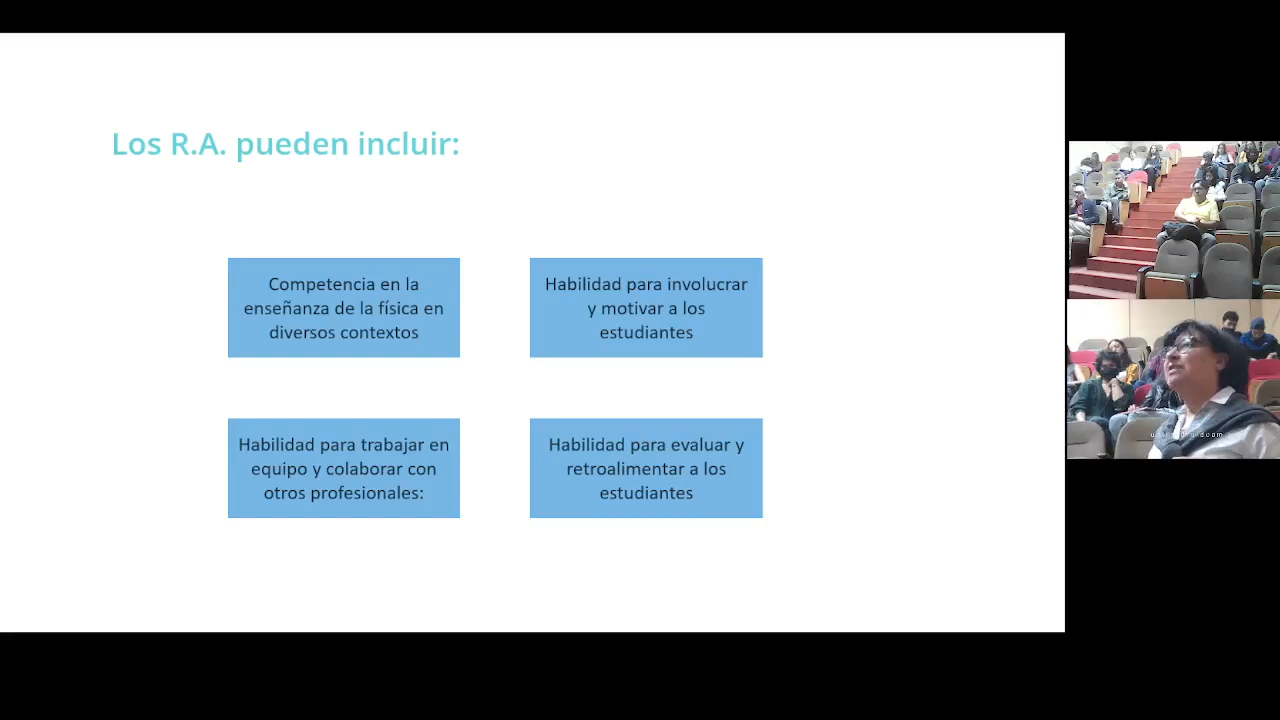 Los R.A. pueden incluir:
Competencia en la
enseñanza de la física en
diversos contextos
Habilidad para involucrar
y motivar a los
estudiantes
Habilidad para trabajar en
equipo y colaborar con
otros profesionales:
Habilidad para evaluar y
retroalimentar a los
estudiantes